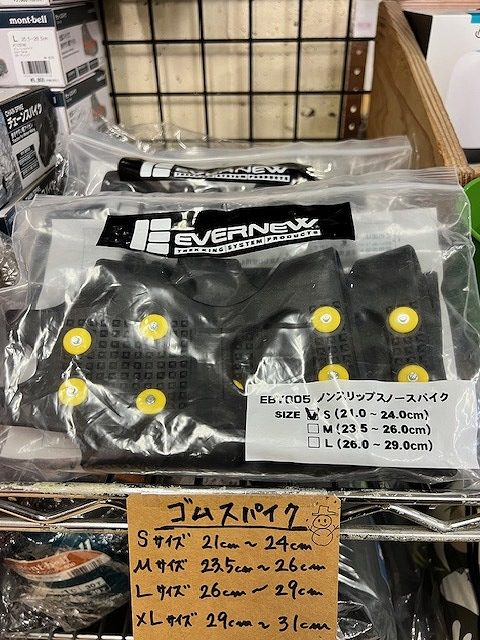 mont-bell
CHAIN SPIKE
チェーンスパイク
EVERNEW
TREKKING SYSTEM PRODUCTS
EBY005 ノンスリップスノースパイク
SIZE S (21.0~24.0cm)
M (23.5~26.0cm)
L (26.0~29.0cm)
ゴムスパイク
Sサイズ 21cm~24cm
Mサイズ 23.5cm~26cm
Lサイズ 26cm~29cm
XLサイズ 29cm~31cm